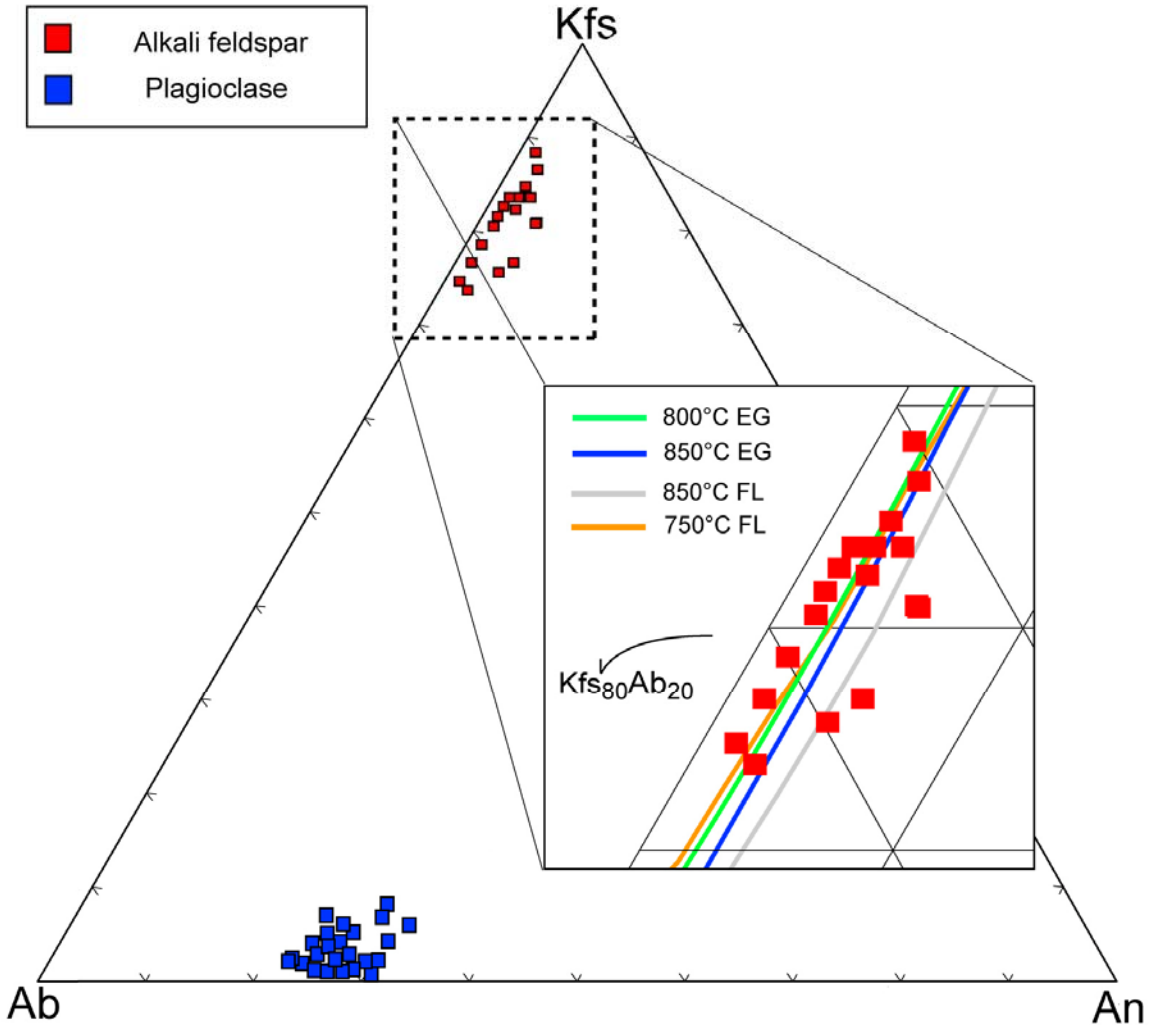 Kfs
Alkali feldspar
Plagioclase
800°C EG
850°C EG
850°C FL
750°C FL
Kfs80Ab20
Ab
An